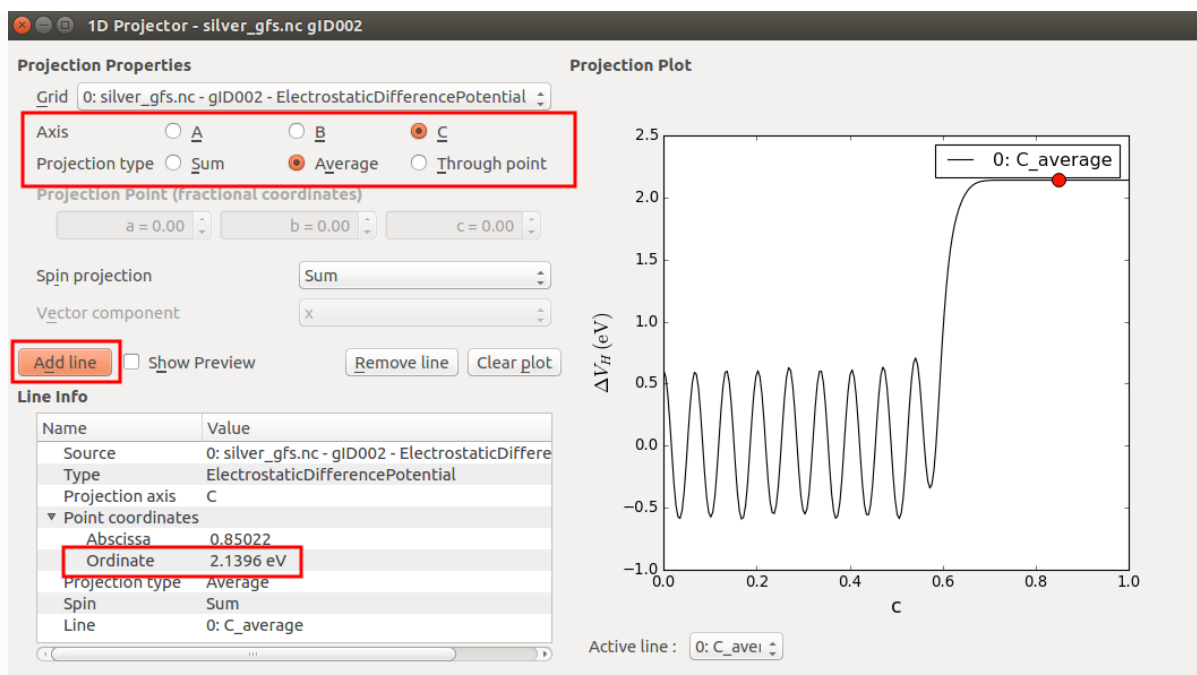 1D Projector - silver_gfs.nc gID002
Projection Properties
Grid 0: silver_gfs.nc - gID002 - ElectrostaticDifferencePotential
Axis A B C
Projection type Sum Average Through point
Projection Point (fractional coordinates)
a = 0.00 b = 0.00 c = 0.00
Spin projection Sum
Vector component x
Add line Show Preview Remove line Clear plot
Line Info
Name Value
Source 0: silver_gfs.nc - gID002 - ElectrostaticDiffere
Type ElectrostaticDifferencePotential
Projection axis C
Point coordinates
Abscissa 0.85022
Ordinate 2.1396 eV
Projection type Average
Spin Sum
Line 0: C_average
Projection Plot
2.5
2.0
1.5
1.0
0.5
0.0
−0.5
−1.0
ΔV_H (eV)
0: C_average
0.0 0.2 0.4 0.6 0.8 1.0
c
Active line : 0: C_aver